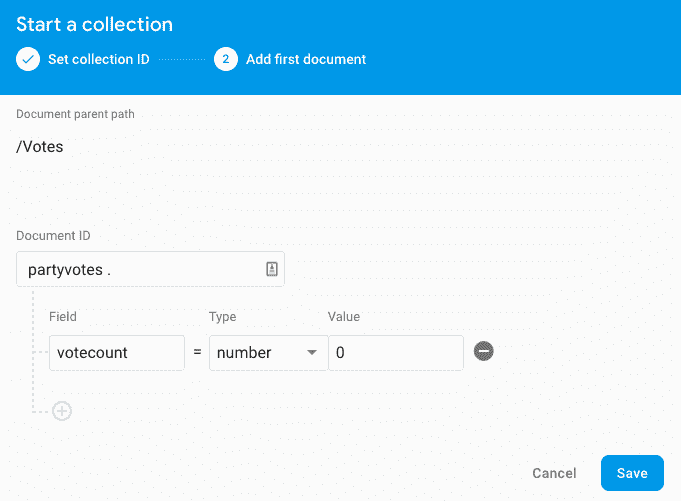 Start a collection
Set collection ID 2 Add first document
Document parent path
/Votes
Document ID
partyvotes .
Field Type Value
votecount = number 0
Cancel Save